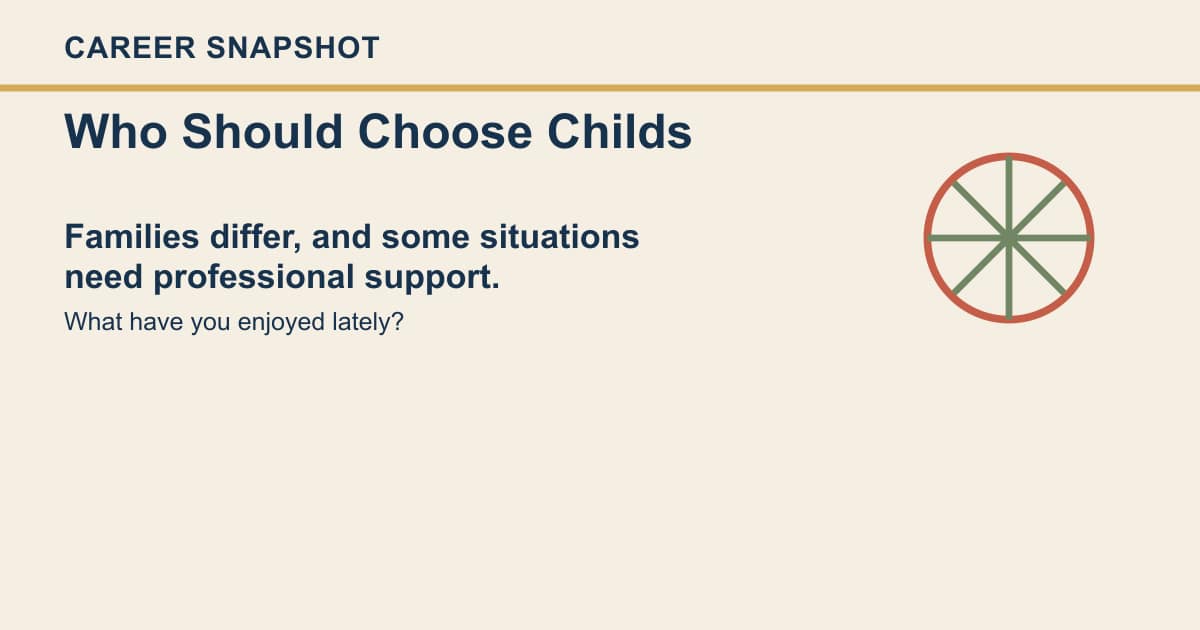 CAREER SNAPSHOT
Who Should Choose Childs
Families differ, and some situations
need professional support.
What have you enjoyed lately?